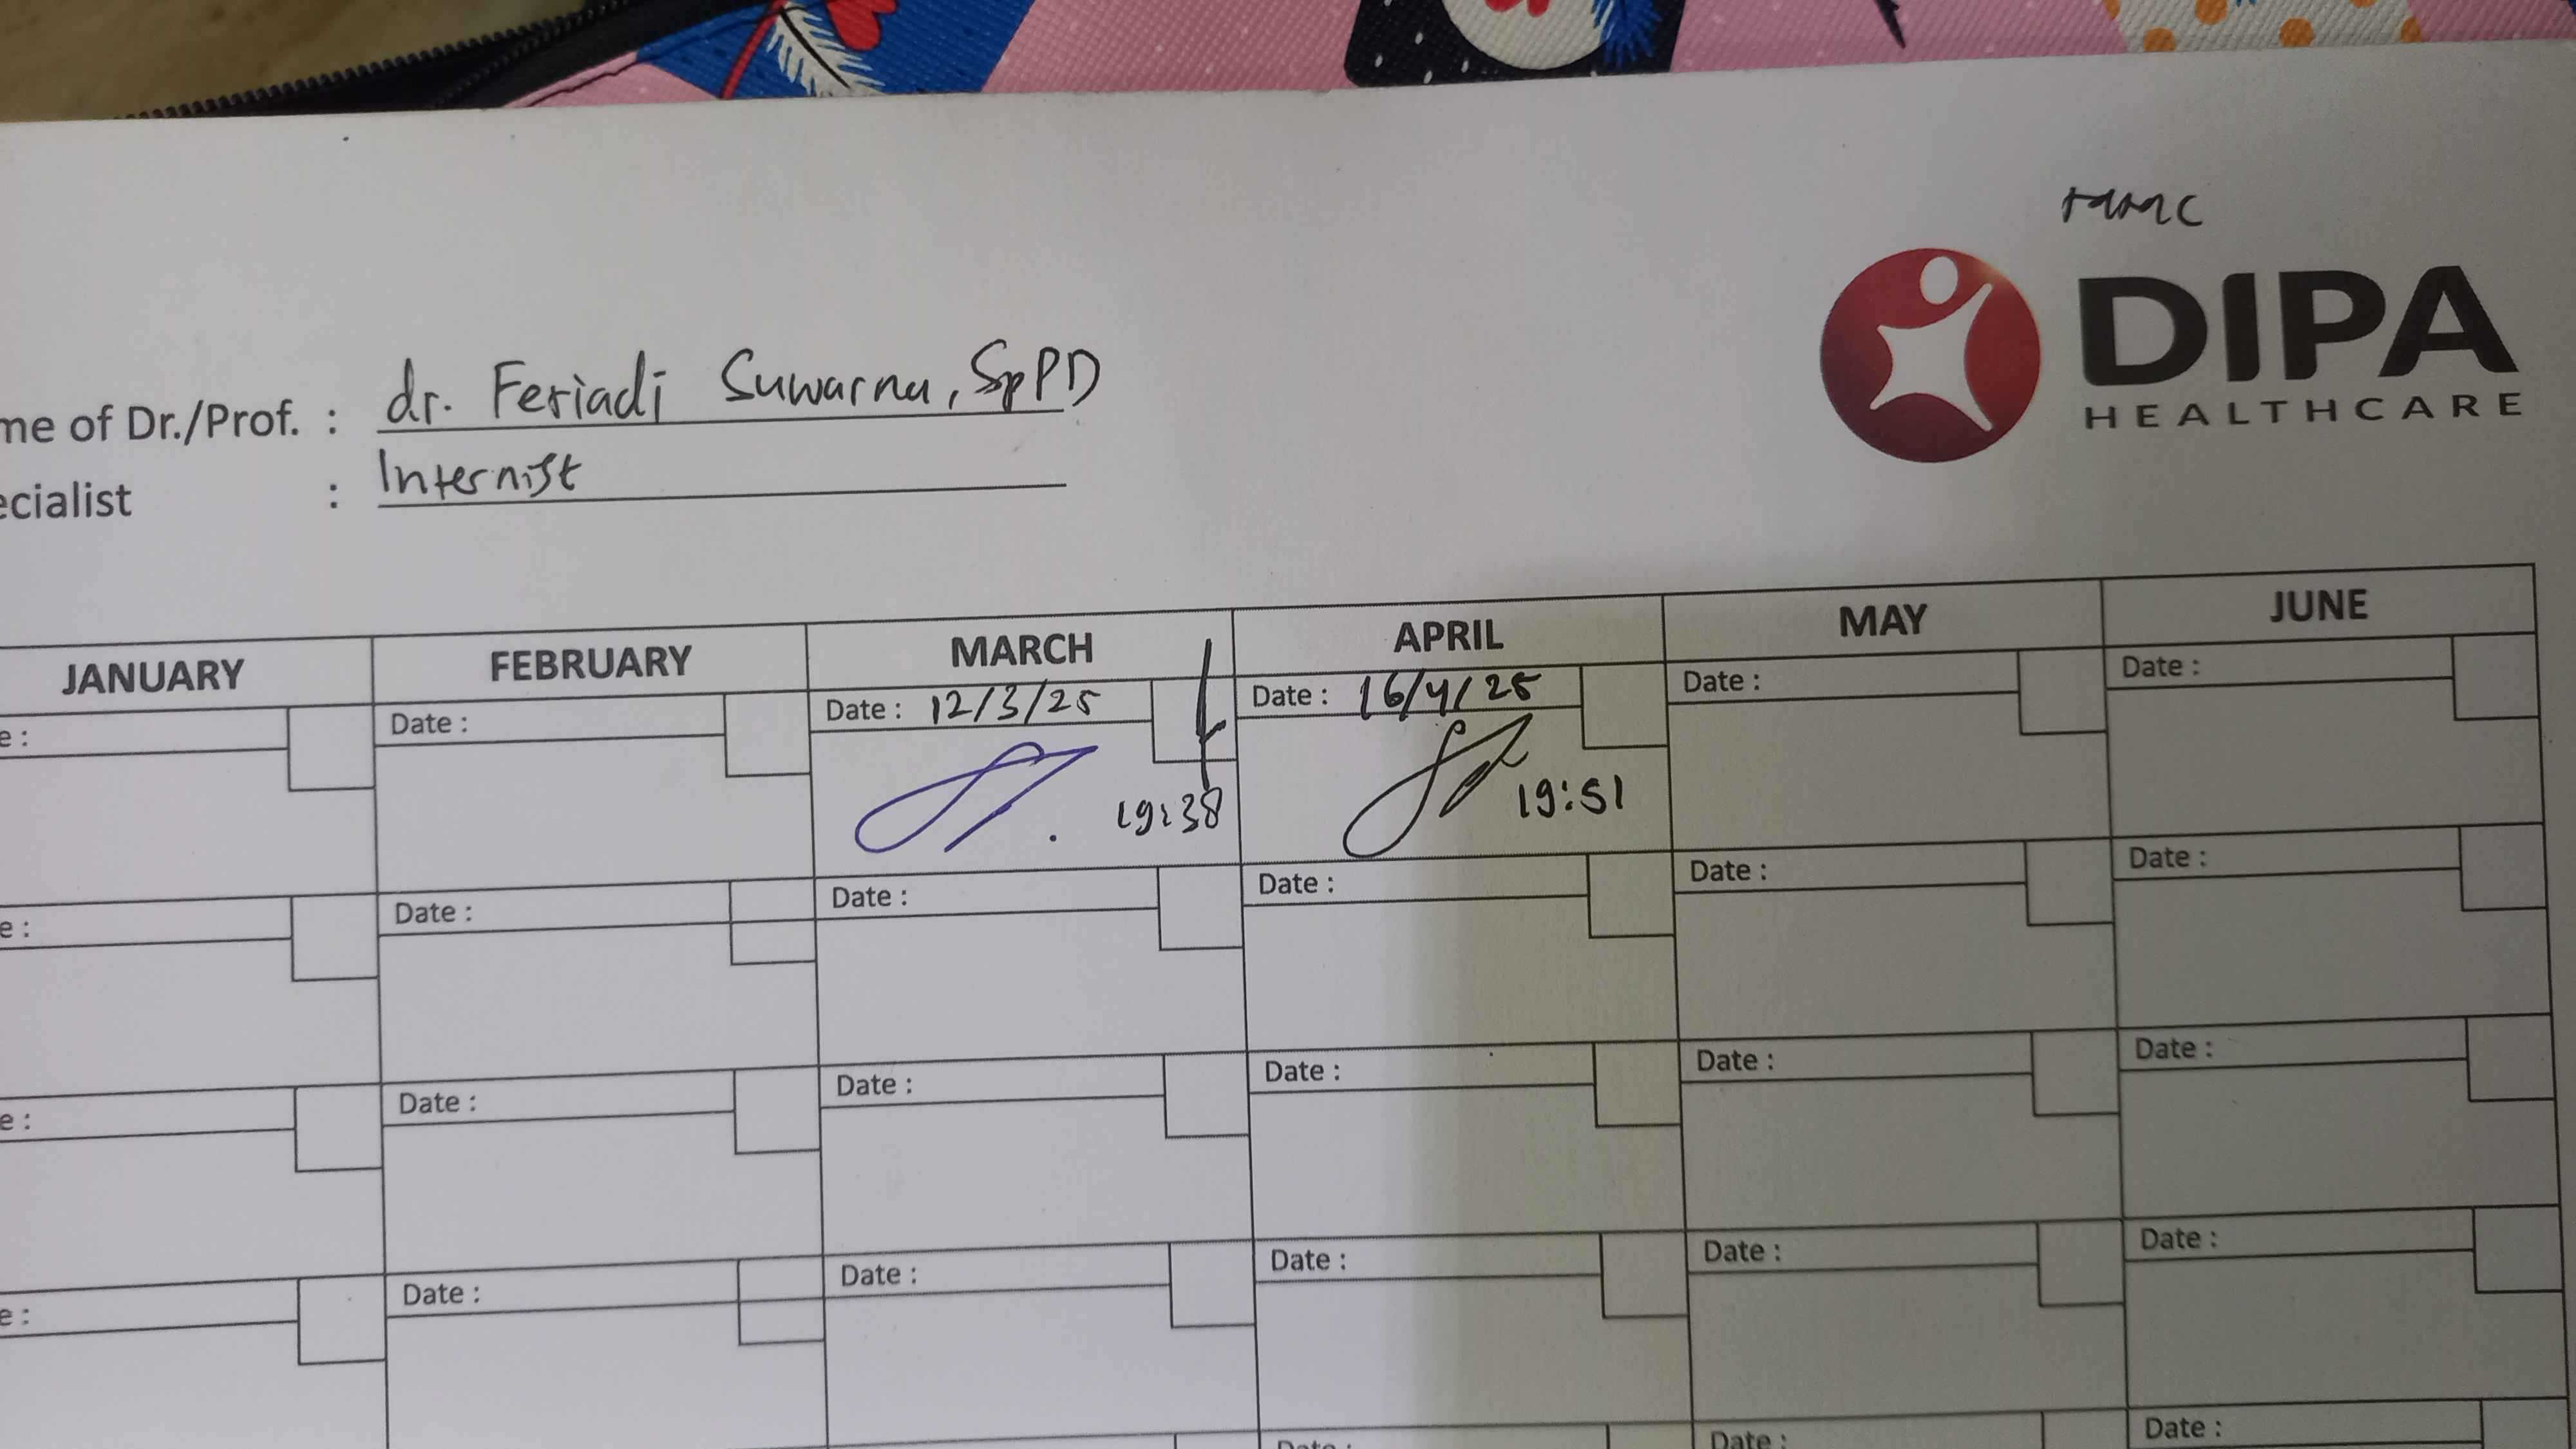 DIPA
HEALTHCARE
me of Dr./Prof. : dr. Feriadi Suwarna, SpPD
ecialist : Internist
JANUARY FEBRUARY MARCH APRIL MAY JUNE
e : Date : Date : 12/3/25 Date : 16/4/25 Date : Date :
19:38 19:51
e : Date : Date : Date : Date : Date :
e : Date : Date : Date : Date : Date :
e : Date : Date : Date : Date : Date :
Date : Date : Date :